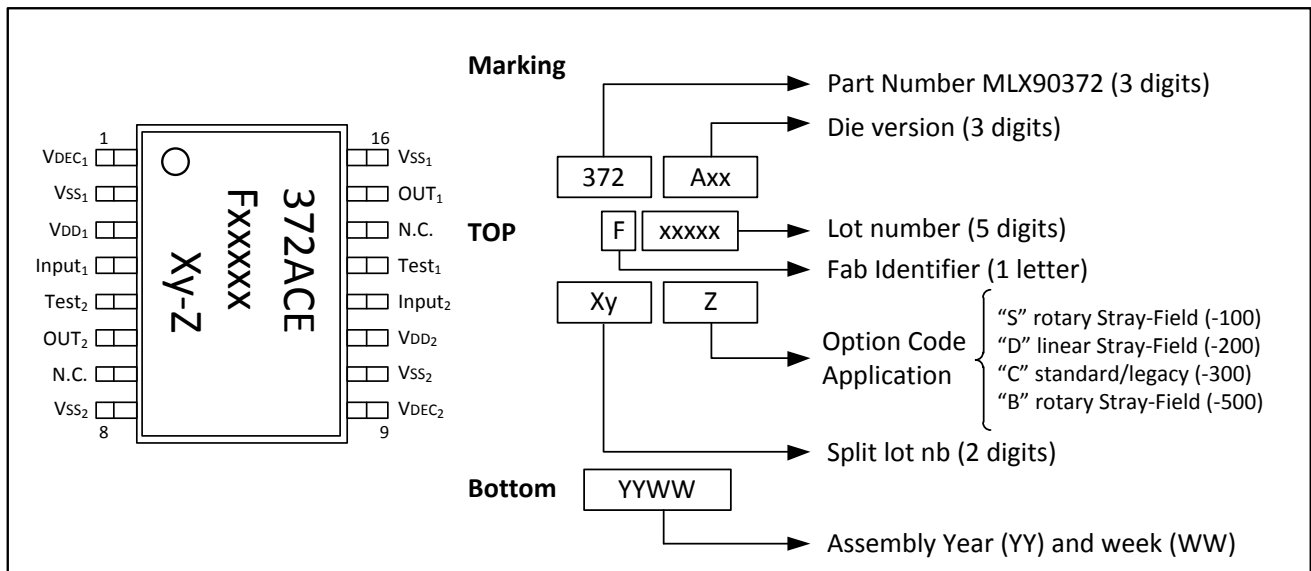 Marking
Part Number MLX90372 (3 digits)
Die version (3 digits)
372 Axx
TOP
F xxxxx
Lot number (5 digits)
Fab Identifier (1 letter)
Xy Z
Option Code
Application
“S” rotary Stray-Field (-100)
“D” linear Stray-Field (-200)
“C” standard/legacy (-300)
“B” rotary Stray-Field (-500)
Split lot nb (2 digits)
Bottom
YYWW
Assembly Year (YY) and week (WW)
1
VDEC1
VSS1
VDD1
Input1
Test2
OUT2
N.C.
VSS2
8
372ACE
Fxxxxx
Xy-Z
16
VSS1
OUT1
N.C.
Test1
Input2
VDD2
VSS2
VDEC2
9